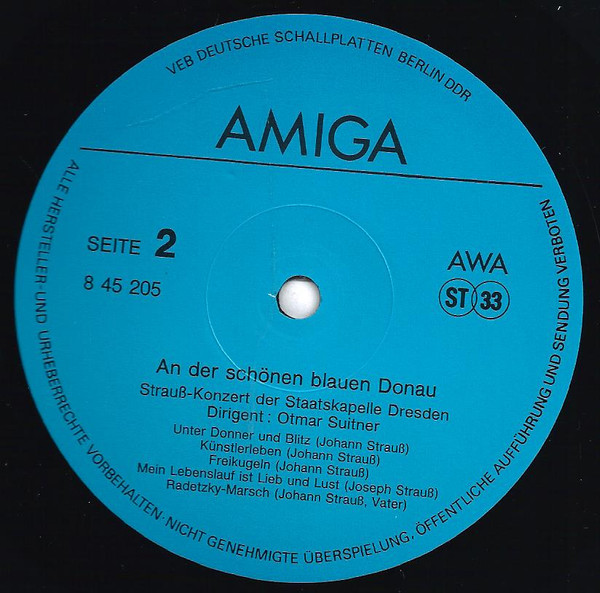 VEB DEUTSCHE SCHALLPLATTEN BERLIN DDR
AMIGA
SEITE 2
8 45 205
AWA
ST 33
An der schönen blauen Donau
Strauß-Konzert der Staatskapelle Dresden
Dirigent: Otmar Suitner
Unter Donner und Blitz (Johann Strauß)
Künstlerleben (Johann Strauß)
Freikugeln (Johann Strauß)
Mein Lebenslauf ist Lieb und Lust (Joseph Strauß)
Radetzky-Marsch (Johann Strauß, Vater)
ALLE HERSTELLER- UND URHEBERRECHTE VORBEHALTEN·NICHT GENEHMIGTE ÜBERSPIELUNG, ÖFFENTLICHE AUFFÜHRUNG UND SENDUNG VERBOTEN